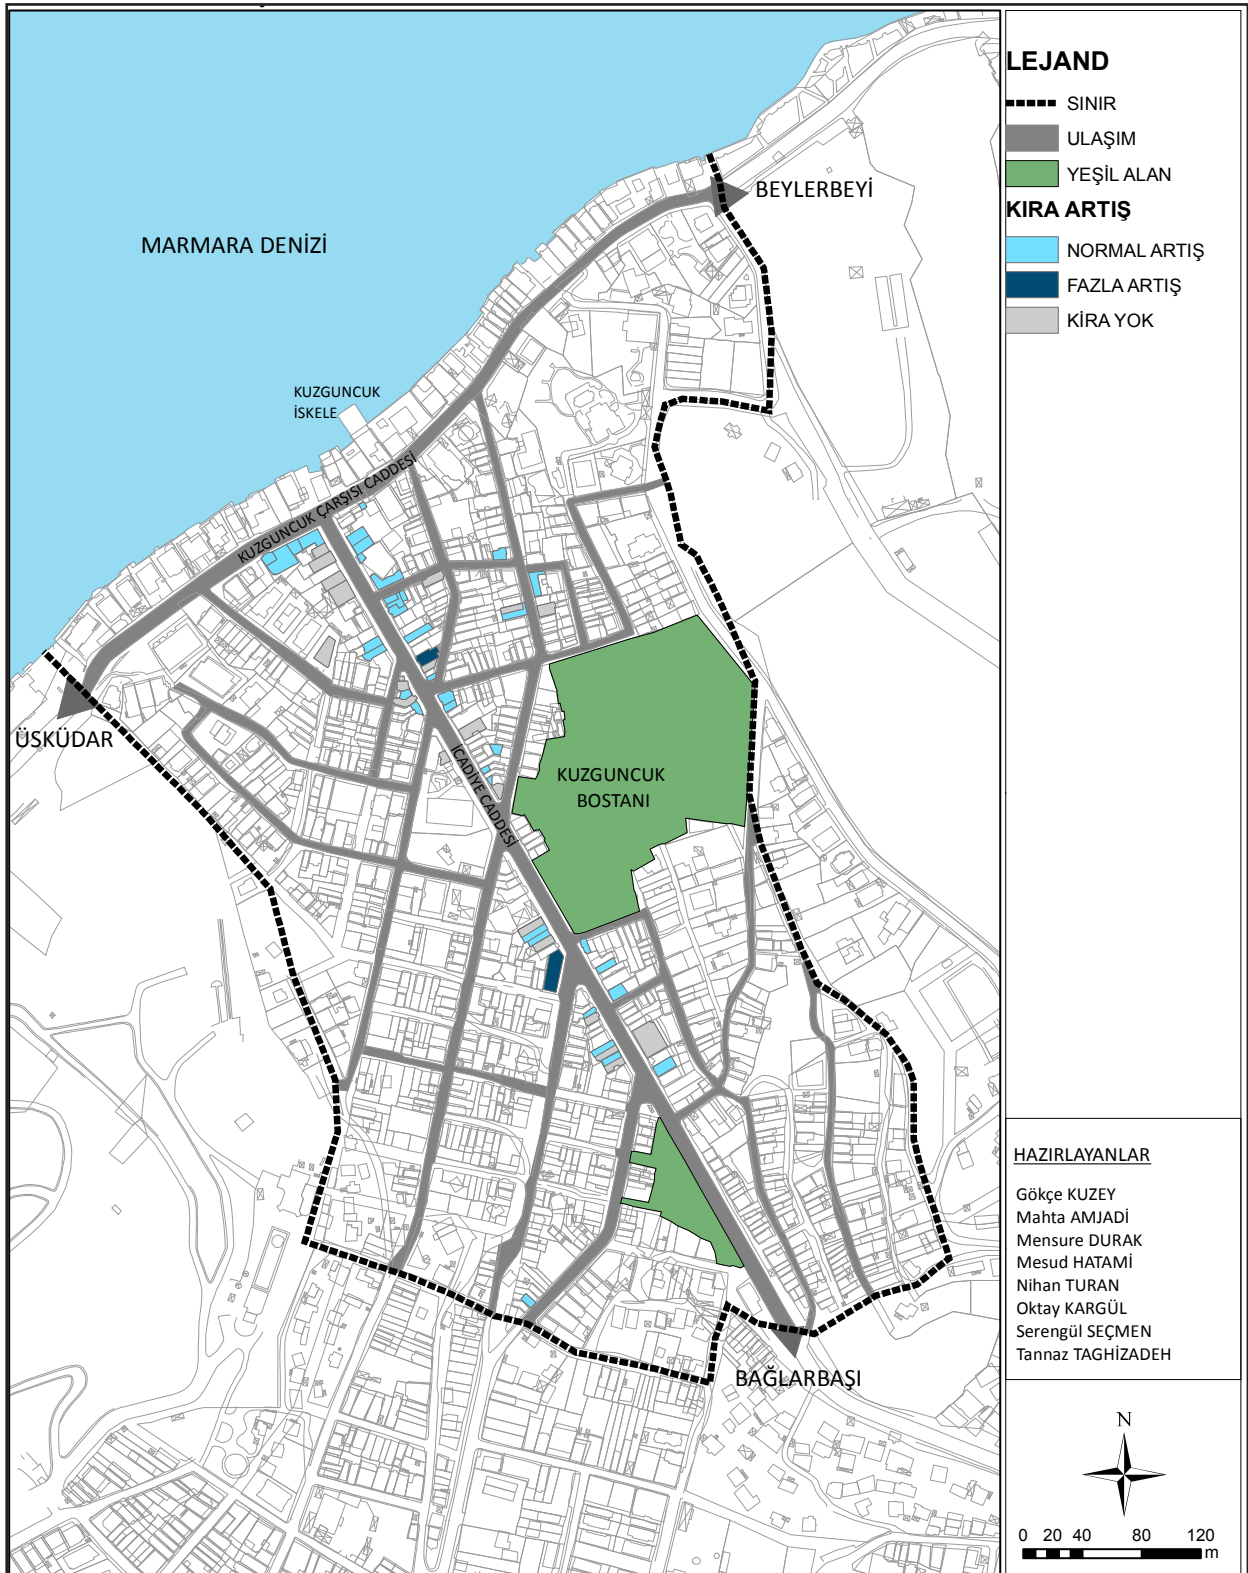 MARMARA DENİZİ
BEYLERBEYİ
KUZGUNCUK
İSKELE
KUZGUNCUK ÇARŞISI CADDESİ
ÜSKÜDAR
İCADİYE CADDESİ
KUZGUNCUK
BOSTANI
BAĞLARBAŞI
LEJAND
SINIR
ULAŞIM
YEŞİL ALAN
KIRA ARTIŞ
NORMAL ARTIŞ
FAZLA ARTIŞ
KİRA YOK
HAZIRLAYANLAR
Gökçe KUZEY
Mahta AMJADİ
Mensure DURAK
Mesud HATAMİ
Nihan TURAN
Oktay KARGÜL
Serengül SEÇMEN
Tannaz TAGHİZADEH
N
0 20 40 80 120
m